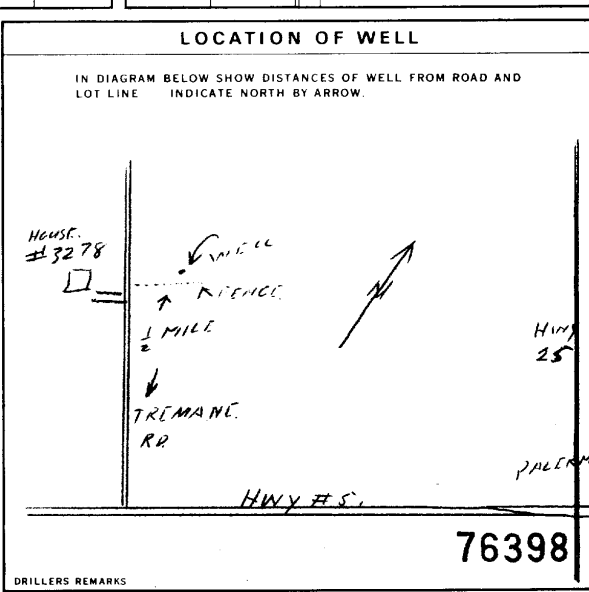 LOCATION OF WELL
IN DIAGRAM BELOW SHOW DISTANCES OF WELL FROM ROAD AND
LOT LINE INDICATE NORTH BY ARROW.
HOUSE.
#3278
WELL
FENCE
1/2 MILE
N
HWY
25
TREMANE.
RD.
PALERM
HWY #5.
76398
DRILLERS REMARKS